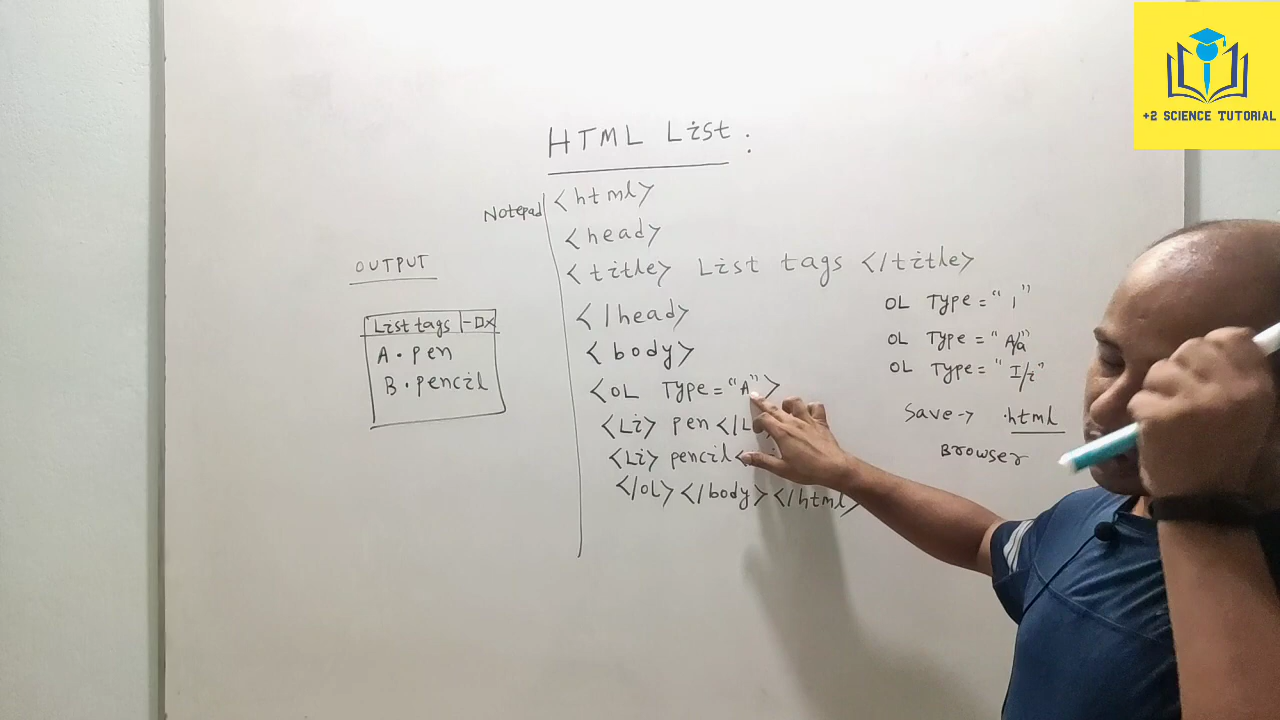 +2 SCIENCE TUTORIAL
HTML List :
Notepad
<html>
<head>
<title> List tags </title>
</head>
<body>
<OL Type = "A">
<Li> pen </L
<Li> pencil <
</OL> </body> </html>
OUTPUT
List tags - □ x
A. pen
B. pencil
OL Type = "1"
OL Type = "A/a"
OL Type = "I/i"
Save → .html
Browser